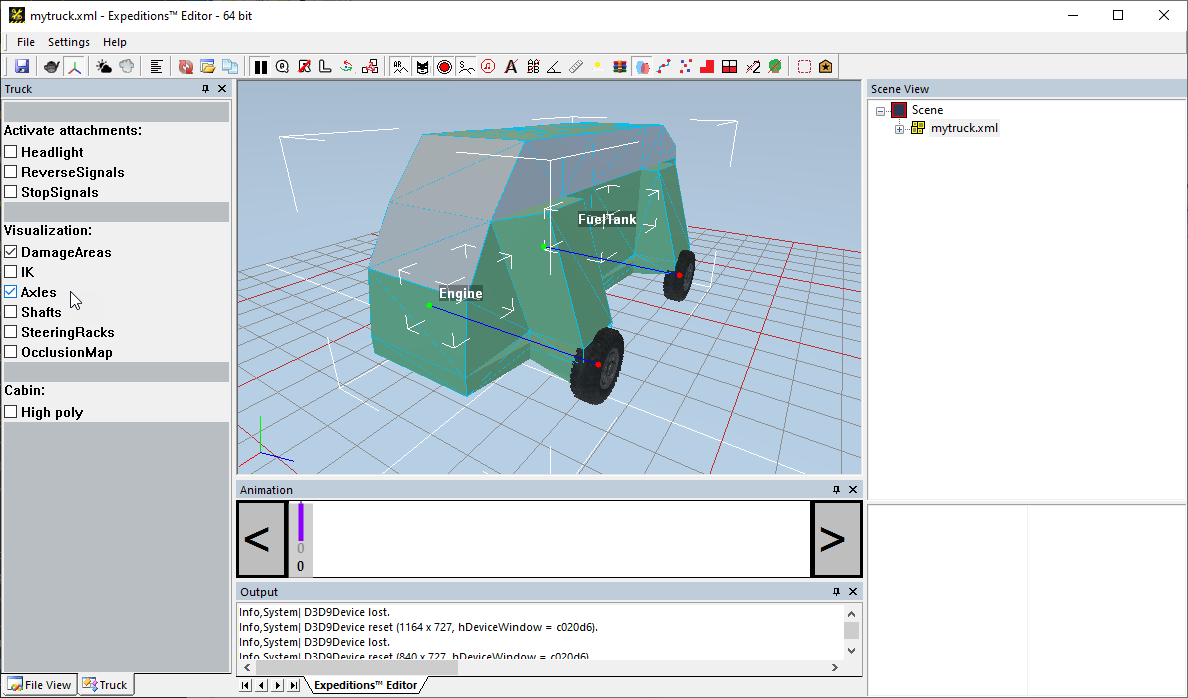 mytruck.xml - Expeditions™ Editor - 64 bit
File Settings Help
Truck
Activate attachments:
Headlight
ReverseSignals
StopSignals
Visualization:
DamageAreas
IK
Axles
Shafts
SteeringRacks
OcclusionMap
Cabin:
High poly
File View
Truck
FuelTank
Engine
Animation
<
0
0
>
Output
Info,System| D3D9Device lost.
Info,System| D3D9Device reset (1164 x 727, hDeviceWindow = c020d6).
Info,System| D3D9Device lost.
Info,System| D3D9Device reset (840 x 727, hDeviceWindow = c020d6)
Expeditions™ Editor
Scene View
Scene
mytruck.xml